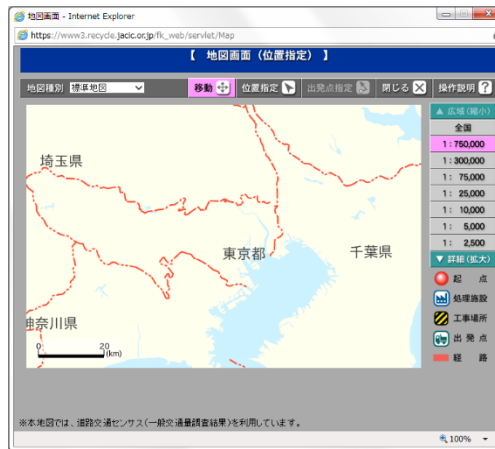 地図画面 - Internet Explorer
https://www3.recycle.jacic.or.jp/fk_web/servlet/Map
【 地図画面（位置指定） 】
地図種別 標準地図 移動 位置指定 出発点指定 閉じる 操作説明 ?
▲ 広域(縮小)
全国
1：750,000
1：300,000
1： 75,000
1： 25,000
1： 10,000
1： 5,000
1： 2,500
▼ 詳細(拡大)
起 点
処理施設
工事場所
出 発 点
経 路
埼玉県
東京都
千葉県
神奈川県
0 20
(km)
※本地図では、道路交通センサス(一般交通量調査結果)を利用しています。
100%